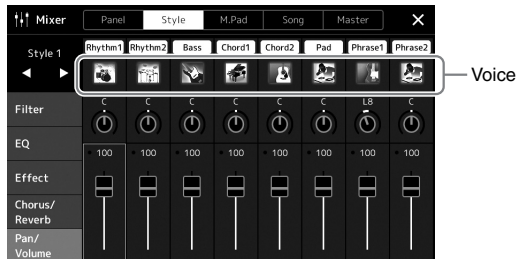 Mixer Panel Style M.Pad Song Master ×
Style 1 Rhythm1 Rhythm2 Bass Chord1 Chord2 Pad Phrase1 Phrase2
Voice
Filter C C C C C C L8 C
EQ 100 100 100 100 100 100 100 100
Effect
Chorus/
Reverb
Pan/
Volume